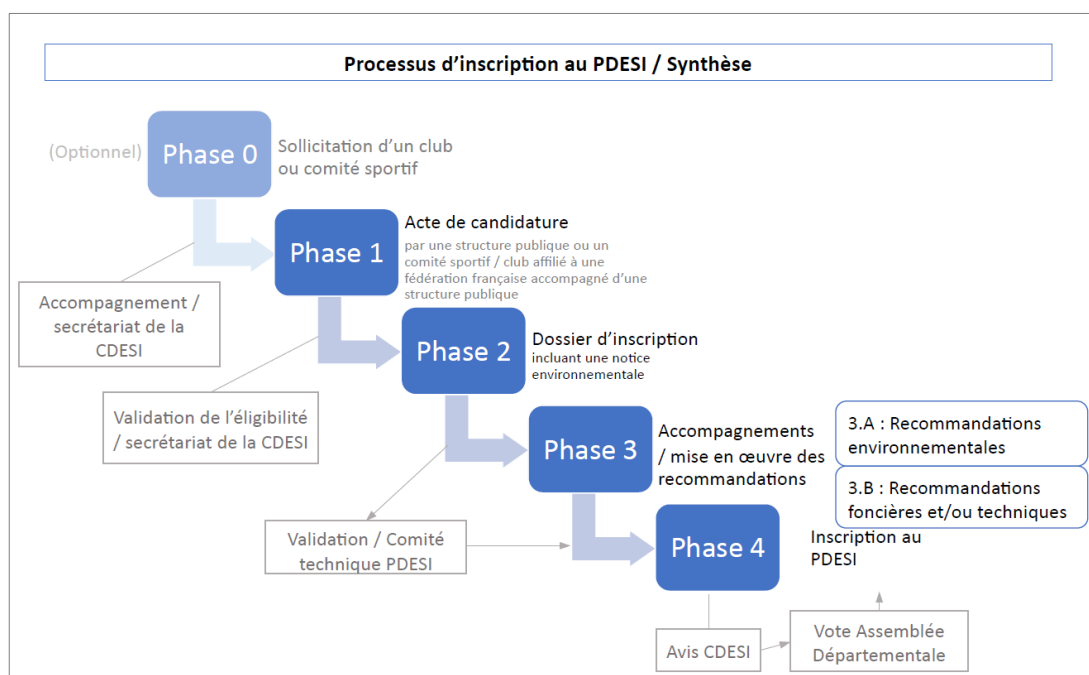 Processus d'inscription au PDESI / Synthèse
(Optionnel)
Phase 0
Sollicitation d'un club
ou comité sportif
Phase 1
Acte de candidature
par une structure publique ou un
comité sportif / club affilié à une
fédération française accompagné d'une
structure publique
Accompagnement /
secrétariat de la
CDESI
Phase 2
Dossier d'inscription
incluant une notice
environnementale
Validation de l'éligibilité
/ secrétariat de la CDESI
Phase 3
Accompagnements
/ mise en œuvre des
recommandations
3.A : Recommandations
environnementales
3.B : Recommandations
foncières et/ou techniques
Validation / Comité
technique PDESI
Phase 4
Inscription au
PDESI
Avis CDESI
Vote Assemblée
Départementale